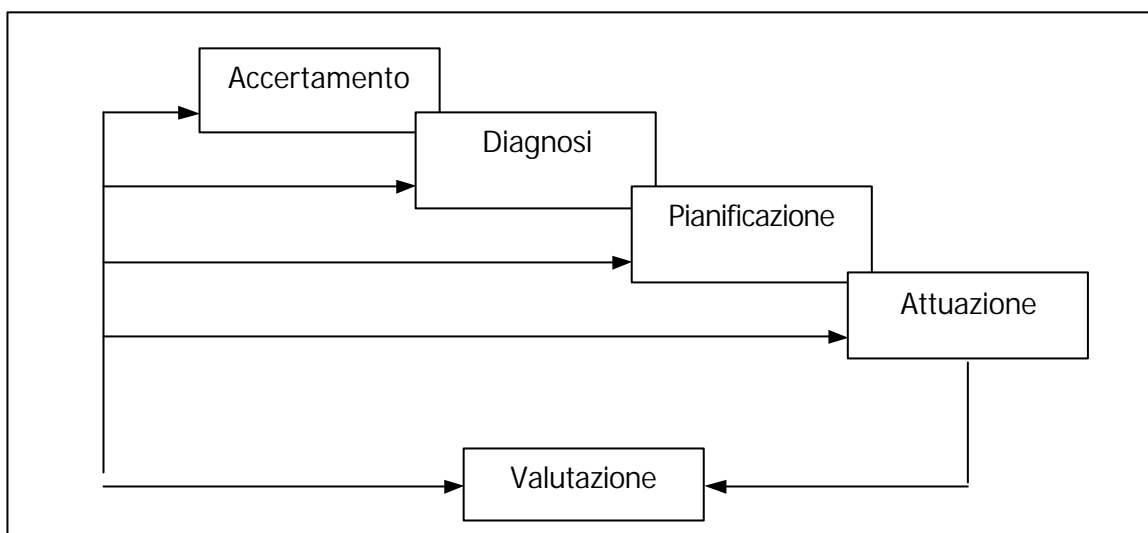 Accertamento
Diagnosi
Pianificazione
Attuazione
Valutazione